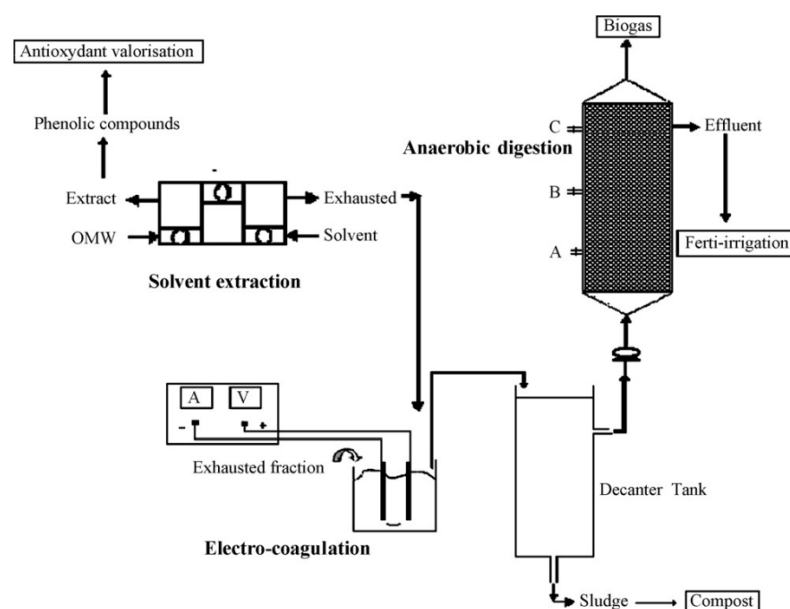 Biogas
Antioxydant valorisation
Phenolic compounds
C
Effluent
Anaerobic digestion
B
Extract
Exhausted
OMW
Solvent
A
Ferti-irrigation
Solvent extraction
A
V
-
+
Exhausted fraction
Decanter Tank
Electro-coagulation
Sludge
Compost